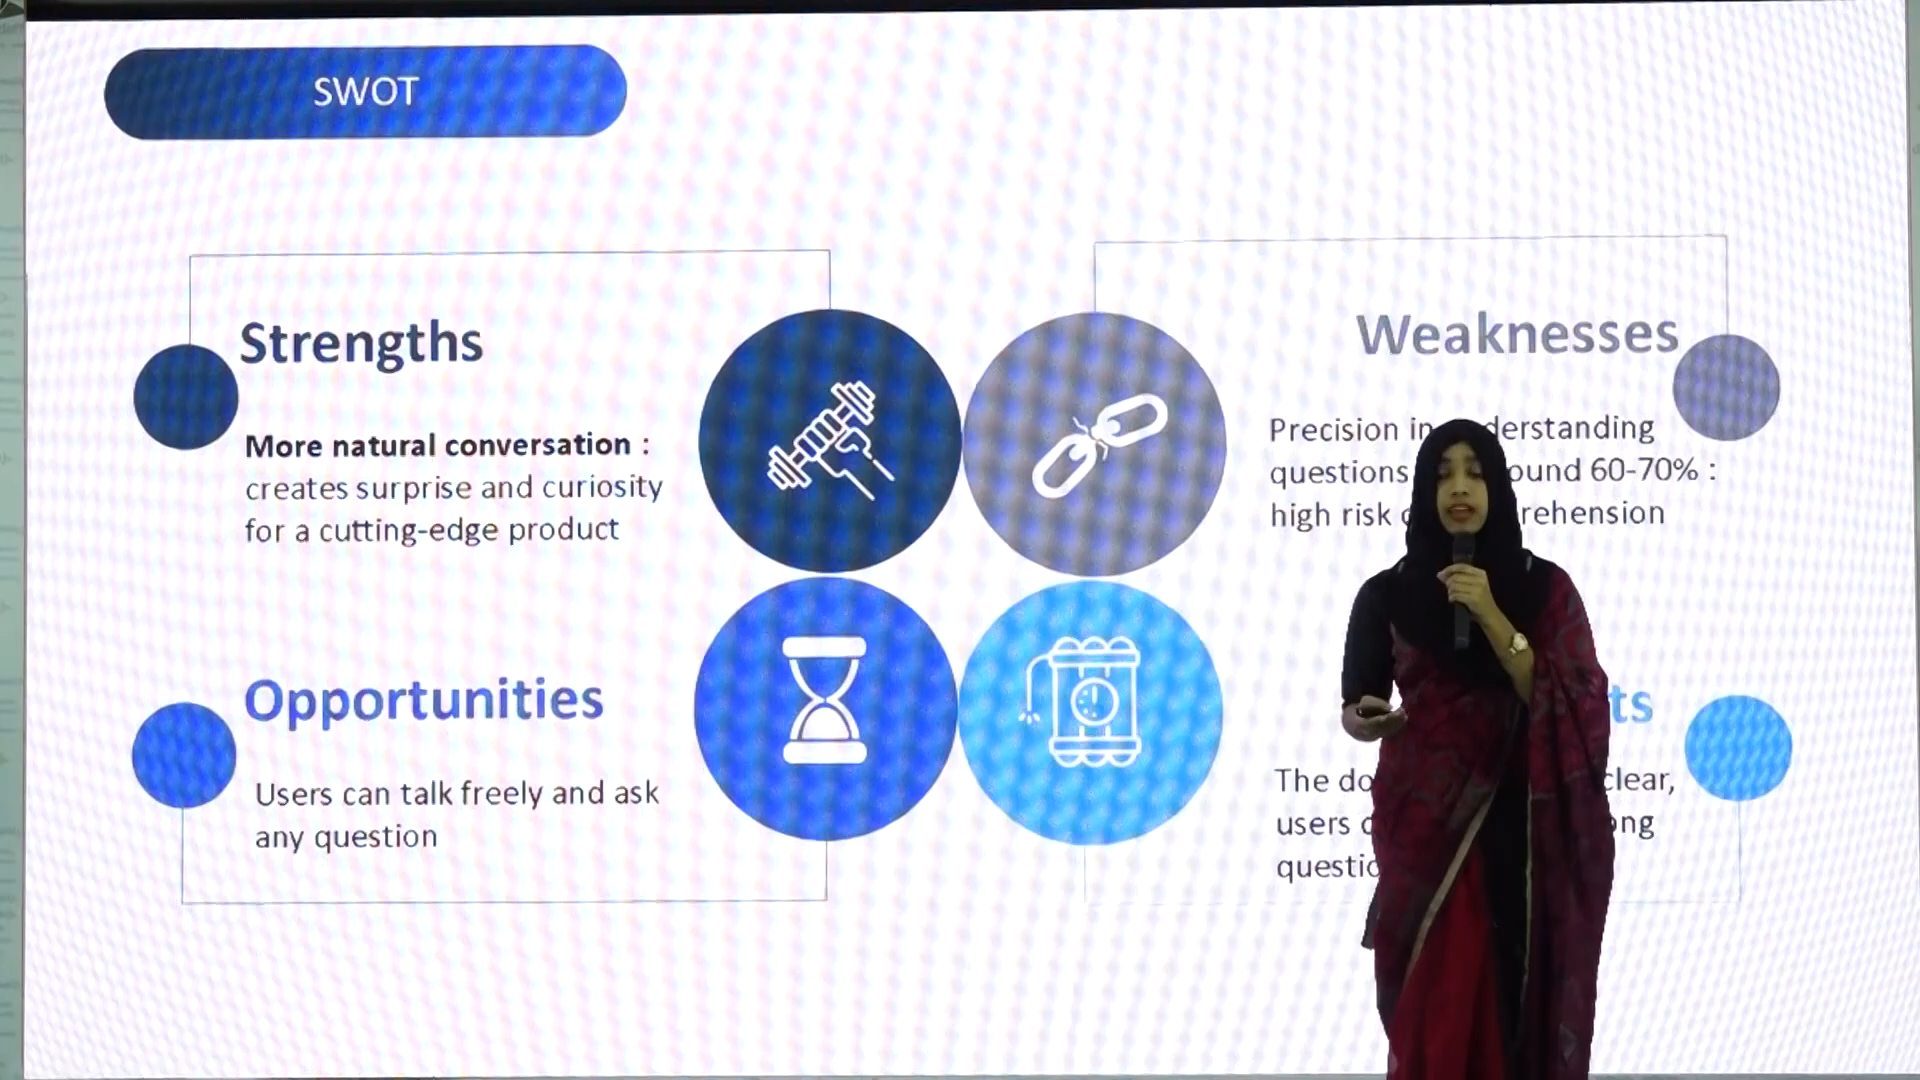 SWOT
Strengths
More natural conversation :
creates surprise and curiosity
for a cutting-edge product
Weaknesses
Precision in derstanding
questions ound 60-70% :
high risk rehension
Opportunities
Users can talk freely and ask
any question
ts
The do clear,
users ong
questio